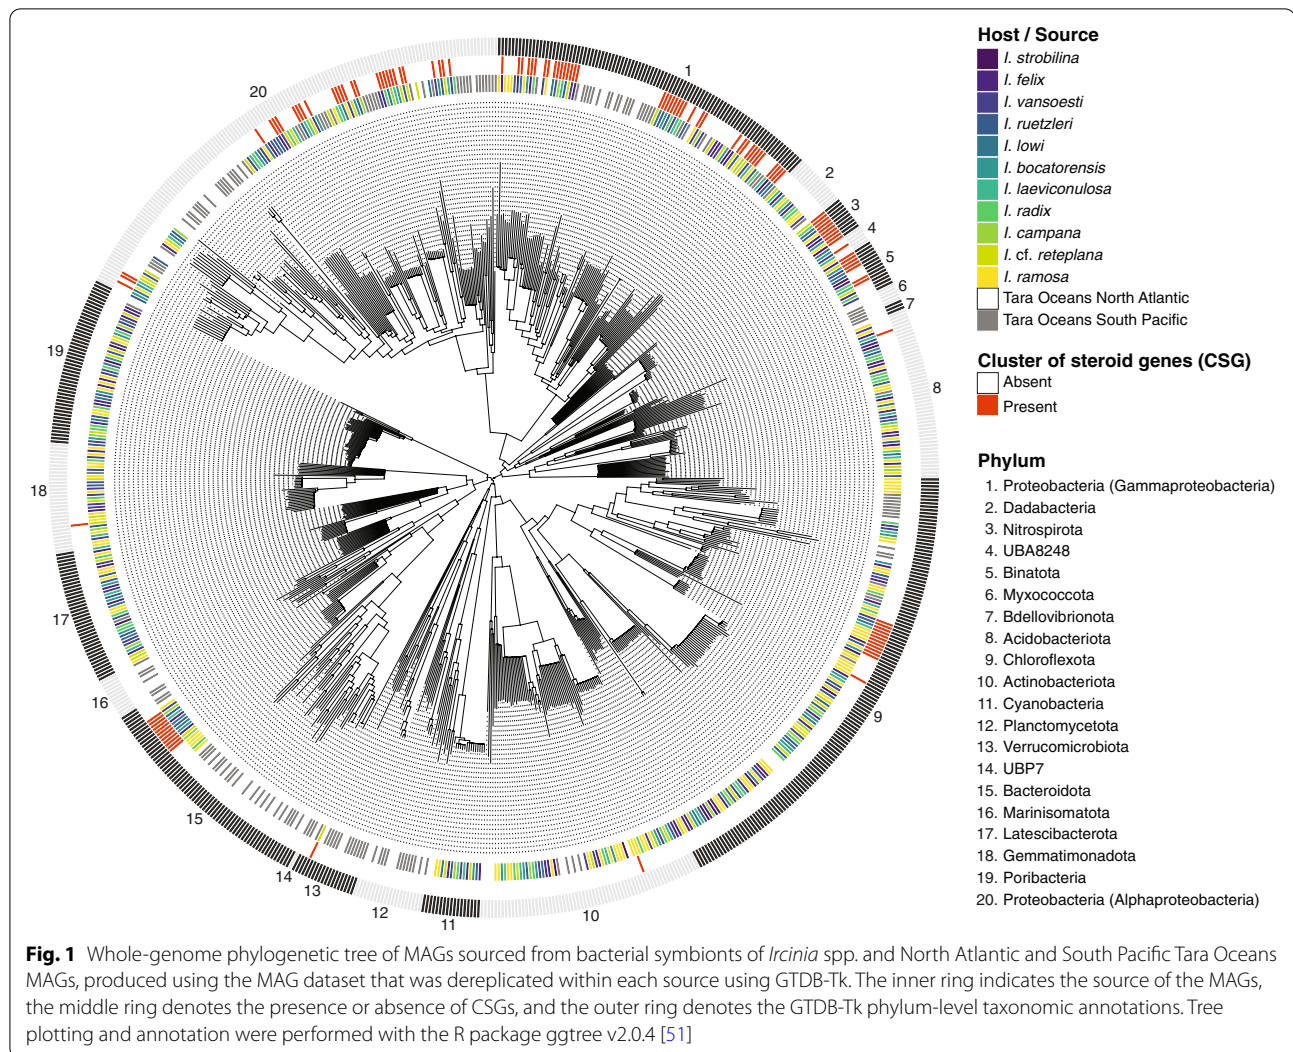 Host / Source
I. strobilina
I. felix
I. vansoesti
I. ruetzleri
I. lowi
I. bocatorensis
I. laeviconulosa
I. radix
I. campana
I. cf. reteplana
I. ramosa
Tara Oceans North Atlantic
Tara Oceans South Pacific
Cluster of steroid genes (CSG)
Absent
Present
Phylum
1. Proteobacteria (Gammaproteobacteria)
2. Dadabacteria
3. Nitrospirota
4. UBA8248
5. Binatota
6. Myxococcota
7. Bdellovibrionota
8. Acidobacteriota
9. Chloroflexota
10. Actinobacteriota
11. Cyanobacteria
12. Planctomycetota
13. Verrucomicrobiota
14. UBP7
15. Bacteroidota
16. Marinisomatota
17. Latescibacterota
18. Gemmatimonadota
19. Poribacteria
20. Proteobacteria (Alphaproteobacteria)
1
2
3
4
5
6
7
8
9
10
11
12
13
14
15
16
17
18
19
20
Fig. 1 Whole-genome phylogenetic tree of MAGs sourced from bacterial symbionts of Ircinia spp. and North Atlantic and South Pacific Tara Oceans
MAGs, produced using the MAG dataset that was dereplicated within each source using GTDB-Tk. The inner ring indicates the source of the MAGs,
the middle ring denotes the presence or absence of CSGs, and the outer ring denotes the GTDB-Tk phylum-level taxonomic annotations. Tree
plotting and annotation were performed with the R package ggtree v2.0.4 [51]